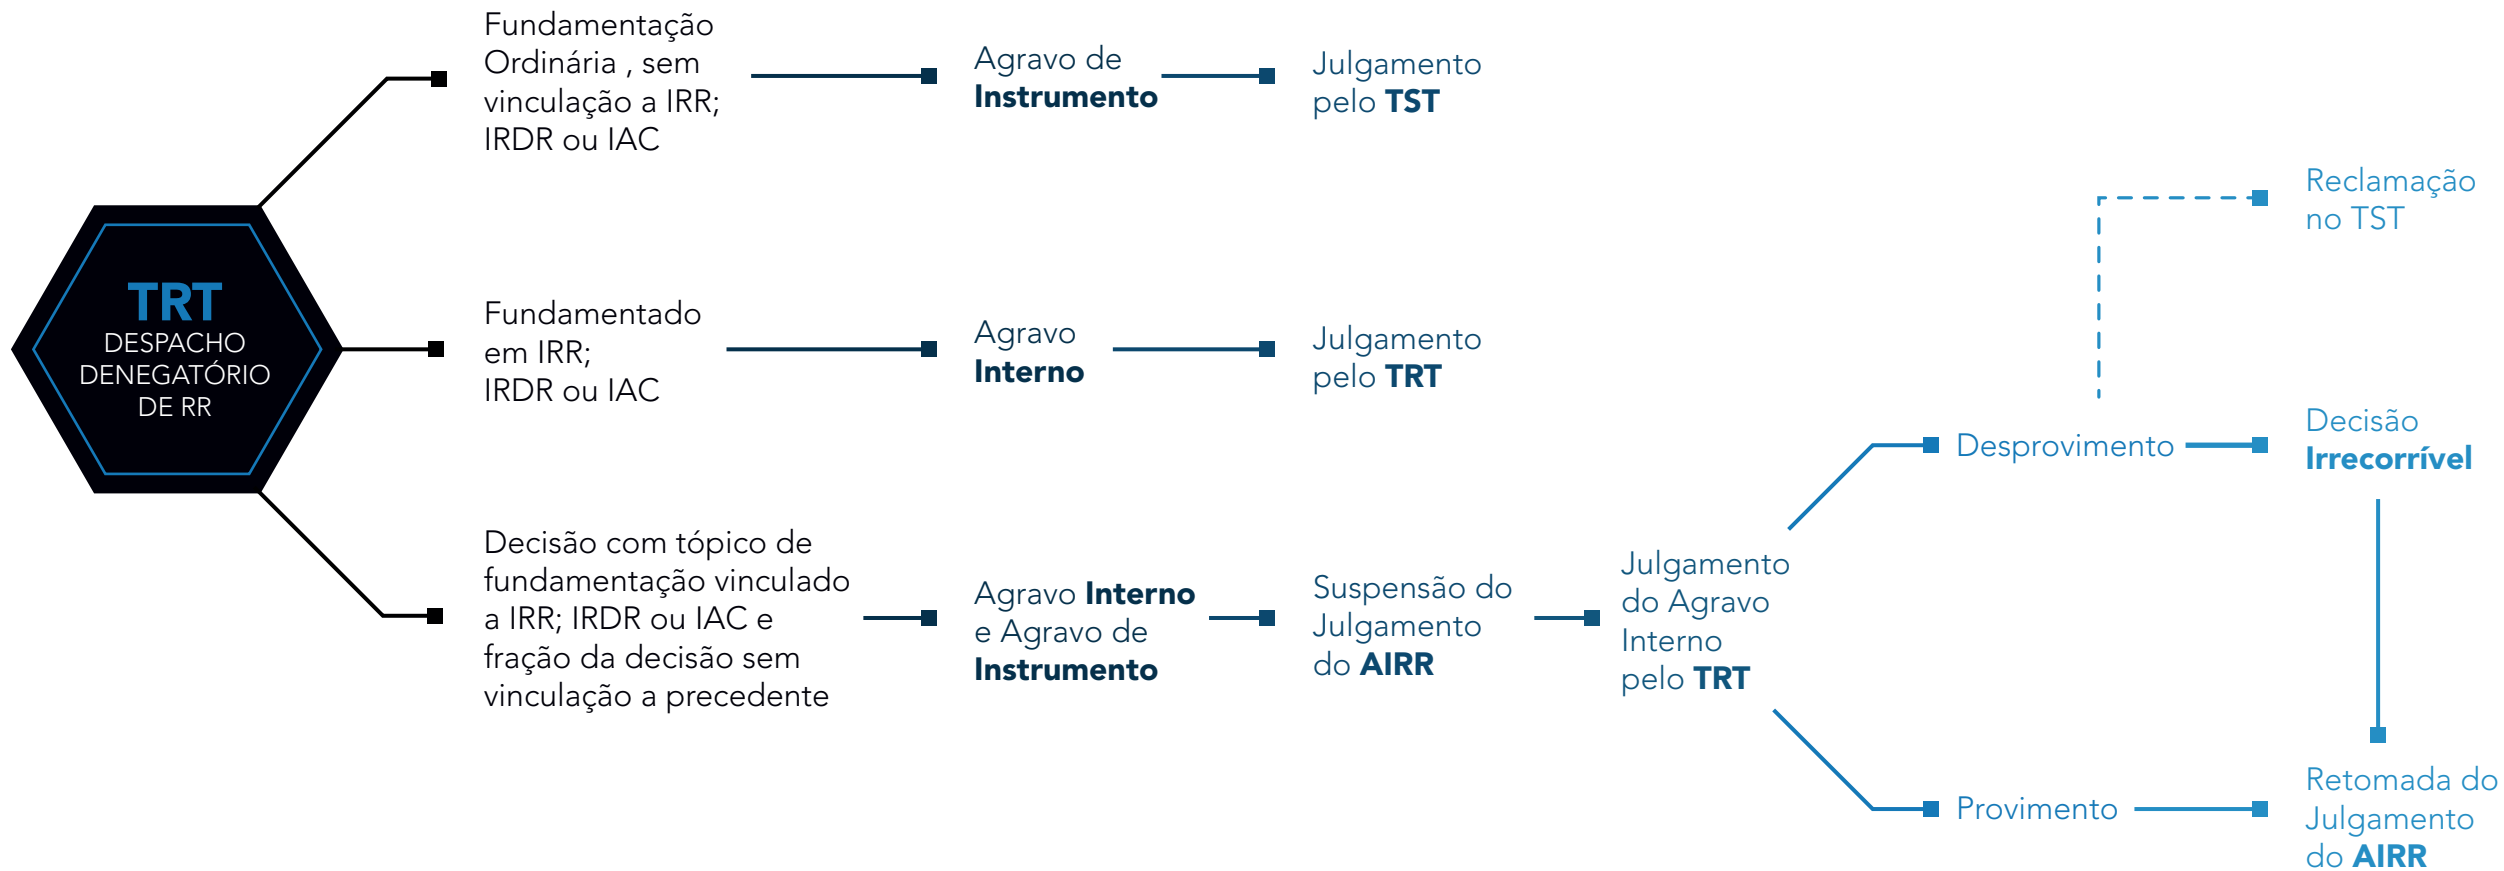 TRT
DESPACHO
DENEGATÓRIO
DE RR
Fundamentação
Ordinária , sem
vinculação a IRR;
IRDR ou IAC
Agravo de
Instrumento
Julgamento
pelo TST
Fundamentado
em IRR;
IRDR ou IAC
Agravo
Interno
Julgamento
pelo TRT
Decisão com tópico de
fundamentação vinculado
a IRR; IRDR ou IAC e
fração da decisão sem
vinculação a precedente
Agravo Interno
e Agravo de
Instrumento
Suspensão do
Julgamento
do AIRR
Julgamento
do Agravo
Interno
pelo TRT
Desprovimento
Reclamação
no TST
Decisão
Irrecorrível
Provimento
Retomada do
Julgamento
do AIRR